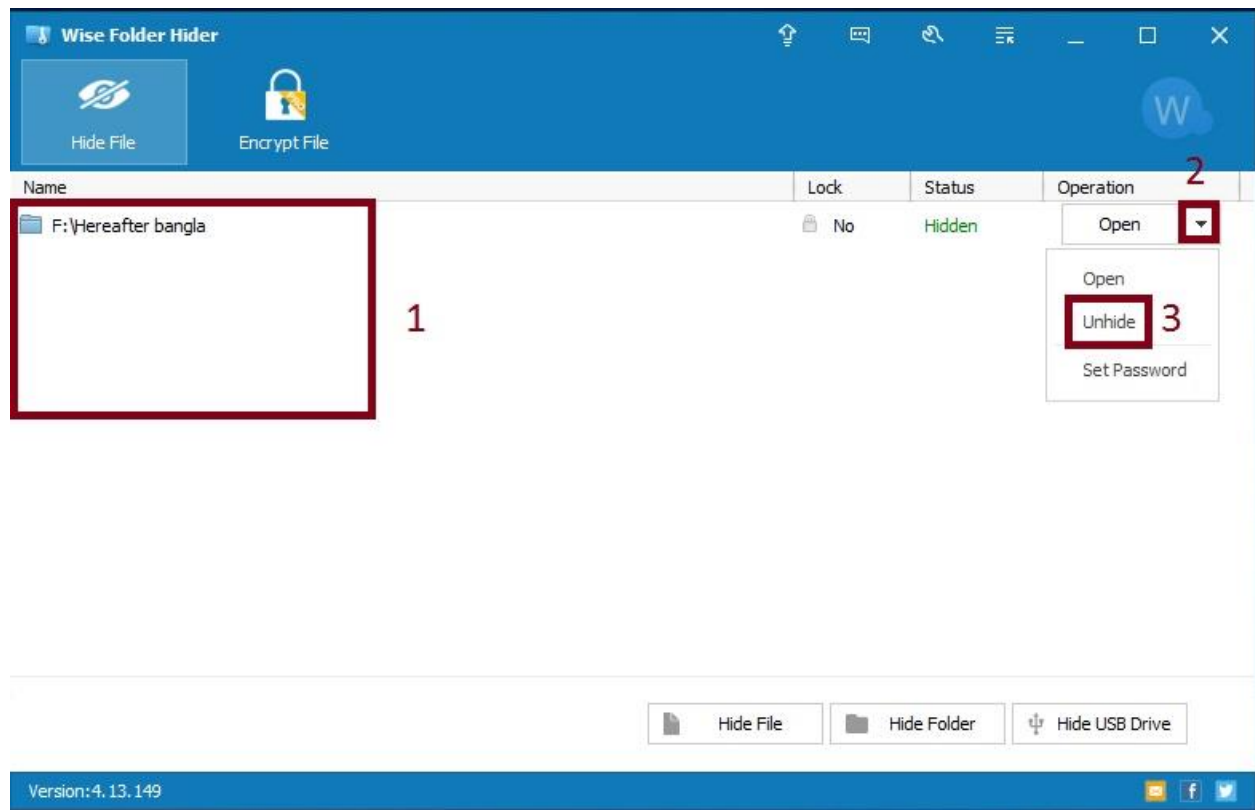 Wise Folder Hider
W
Hide File
Encrypt File
2
Name Lock Status Operation
F:\Hereafter bangla No Hidden Open
Open
1
Unhide 3
Set Password
Hide File Hide Folder Hide USB Drive
Version:4.13.149
f